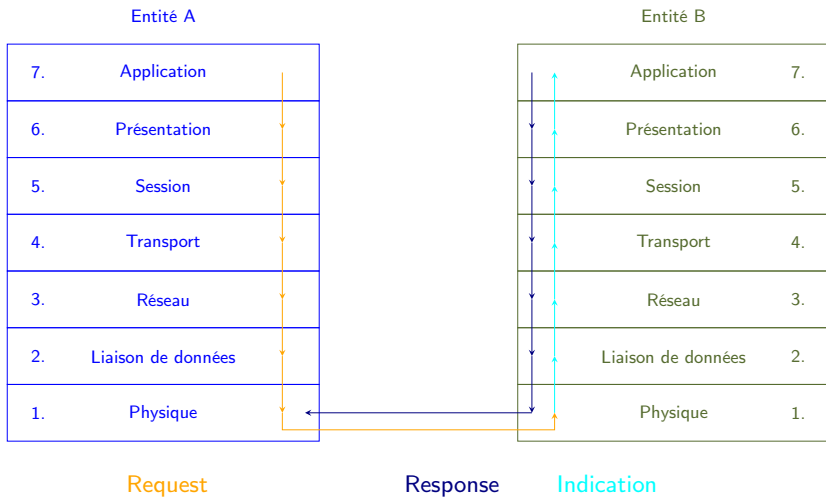 Entité A
Entité B
7. Application
Application 7.
6. Présentation
Présentation 6.
5. Session
Session 5.
4. Transport
Transport 4.
3. Réseau
Réseau 3.
2. Liaison de données
Liaison de données 2.
1. Physique
Physique 1.
Request
Response
Indication